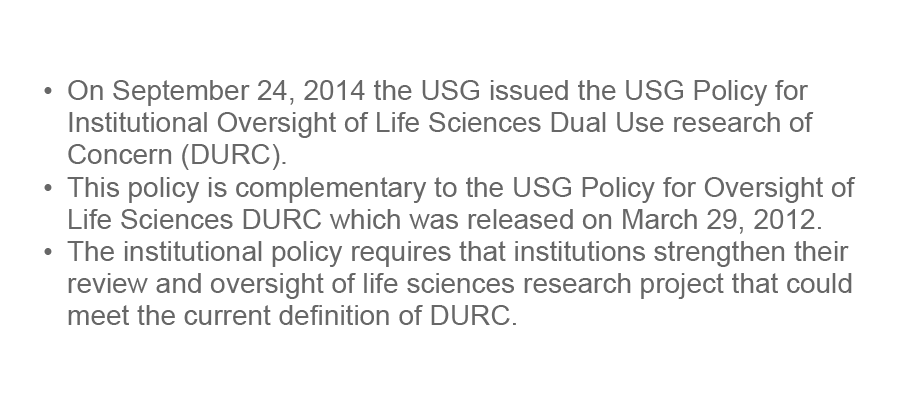 • On September 24, 2014 the USG issued the USG Policy for
Institutional Oversight of Life Sciences Dual Use research of
Concern (DURC).
• This policy is complementary to the USG Policy for Oversight of
Life Sciences DURC which was released on March 29, 2012.
• The institutional policy requires that institutions strengthen their
review and oversight of life sciences research project that could
meet the current definition of DURC.